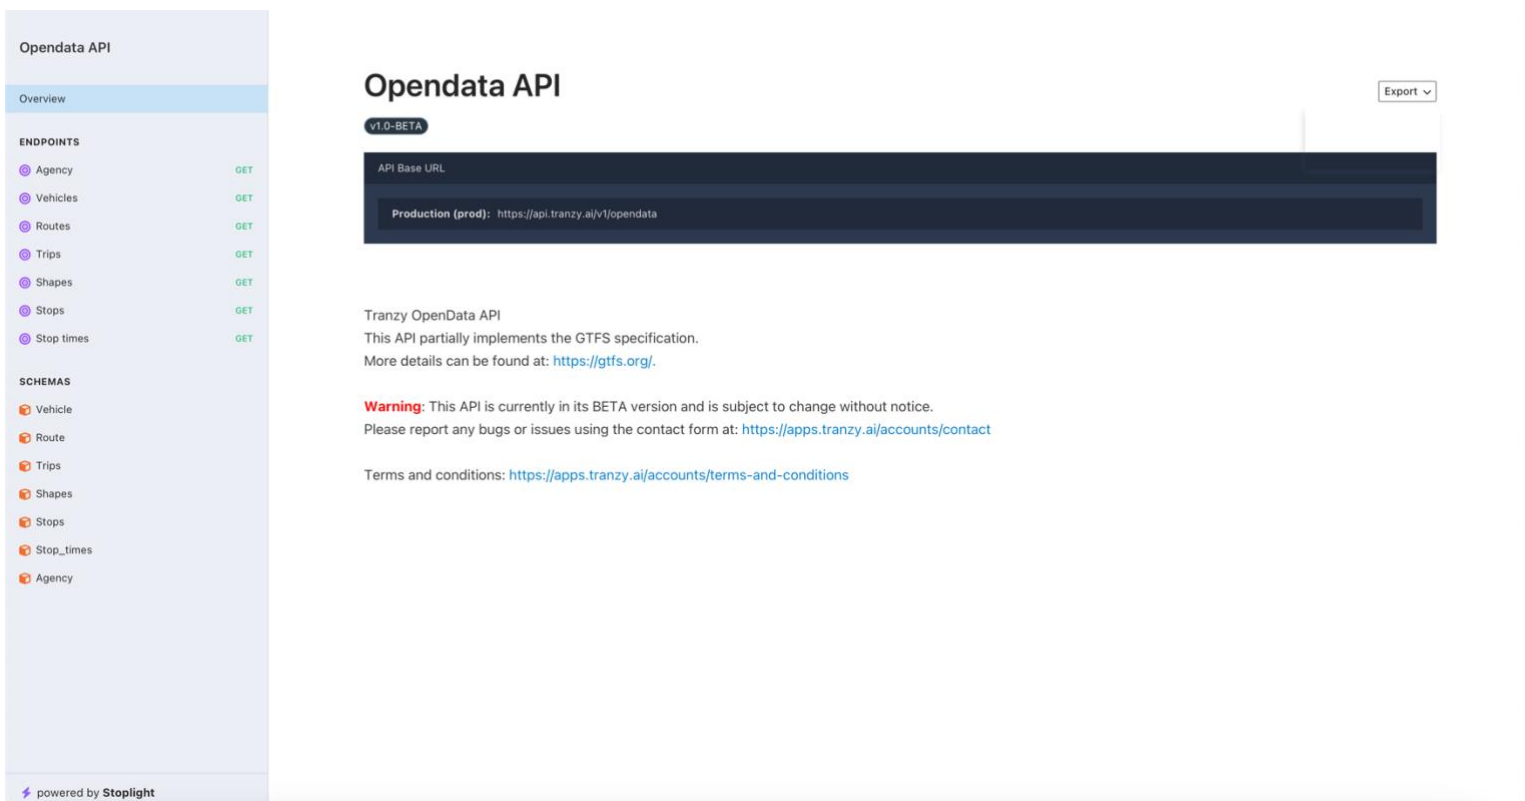 Opendata API
Overview
ENDPOINTS
Agency GET
Vehicles GET
Routes GET
Trips GET
Shapes GET
Stops GET
Stop times GET
SCHEMAS
Vehicle
Route
Trips
Shapes
Stops
Stop_times
Agency
powered by Stoplight
Opendata API
Export
v1.0-BETA
API Base URL
Production (prod): https://api.tranzy.ai/v1/opendata
Tranzy OpenData API
This API partially implements the GTFS specification.
More details can be found at: https://gtfs.org/.
Warning: This API is currently in its BETA version and is subject to change without notice.
Please report any bugs or issues using the contact form at: https://apps.tranzy.ai/accounts/contact
Terms and conditions: https://apps.tranzy.ai/accounts/terms-and-conditions